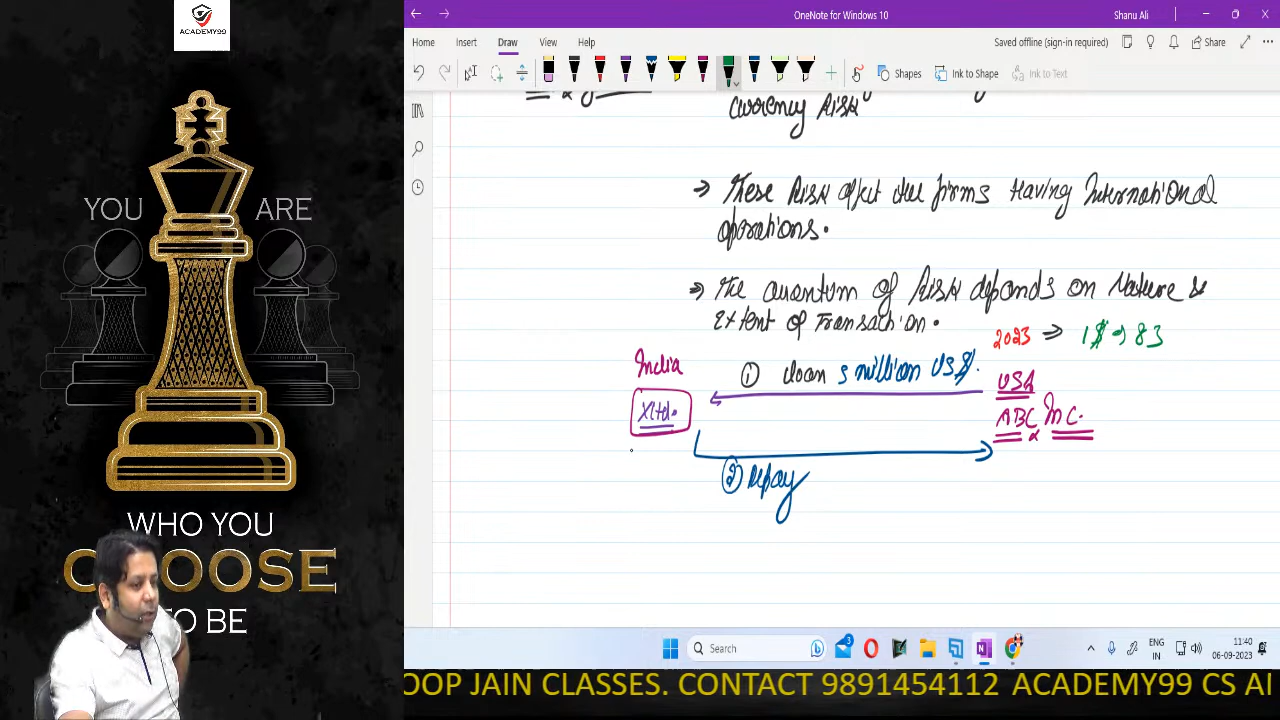 ACADEMY99
YOU ARE
WHO YOU
CHOOSE
TO BE
OneNote for Windows 10
Shanu Ali
Home Insert Draw View Help
Saved offline (sign-in required)
Share
Shapes
Ink to Shape
Ink to Text
currency Risk
⇒ These Risk affect the firms Having International
operations.
⇒ The quantum of Risk depends on Nature &
Extent of Transaction.
2023 ⇒ 1$ → 83
India
① Loan 5 million US$.
USA
X Ltd.
ABC INC.
② Repay
Search
3
ENG
IN
11:40
06-09-2023
OOP JAIN CLASSES. CONTACT 9891454112 ACADEMY99 CS AI